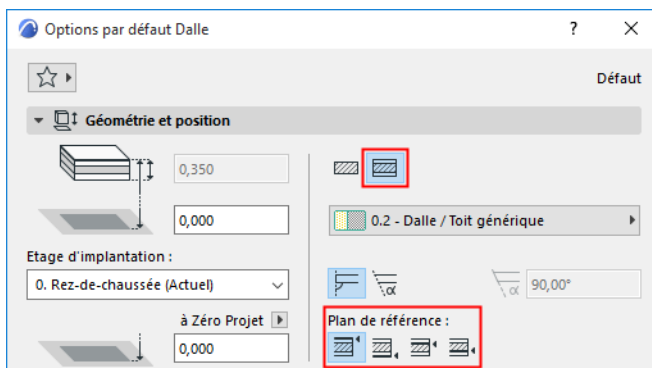 Options par défaut Dalle
?
Défaut
Géométrie et position
0,350
0,000
0.2 - Dalle / Toit générique
Etage d'implantation :
0. Rez-de-chaussée (Actuel)
α
α
90,00°
à Zéro Projet
Plan de référence :
0,000